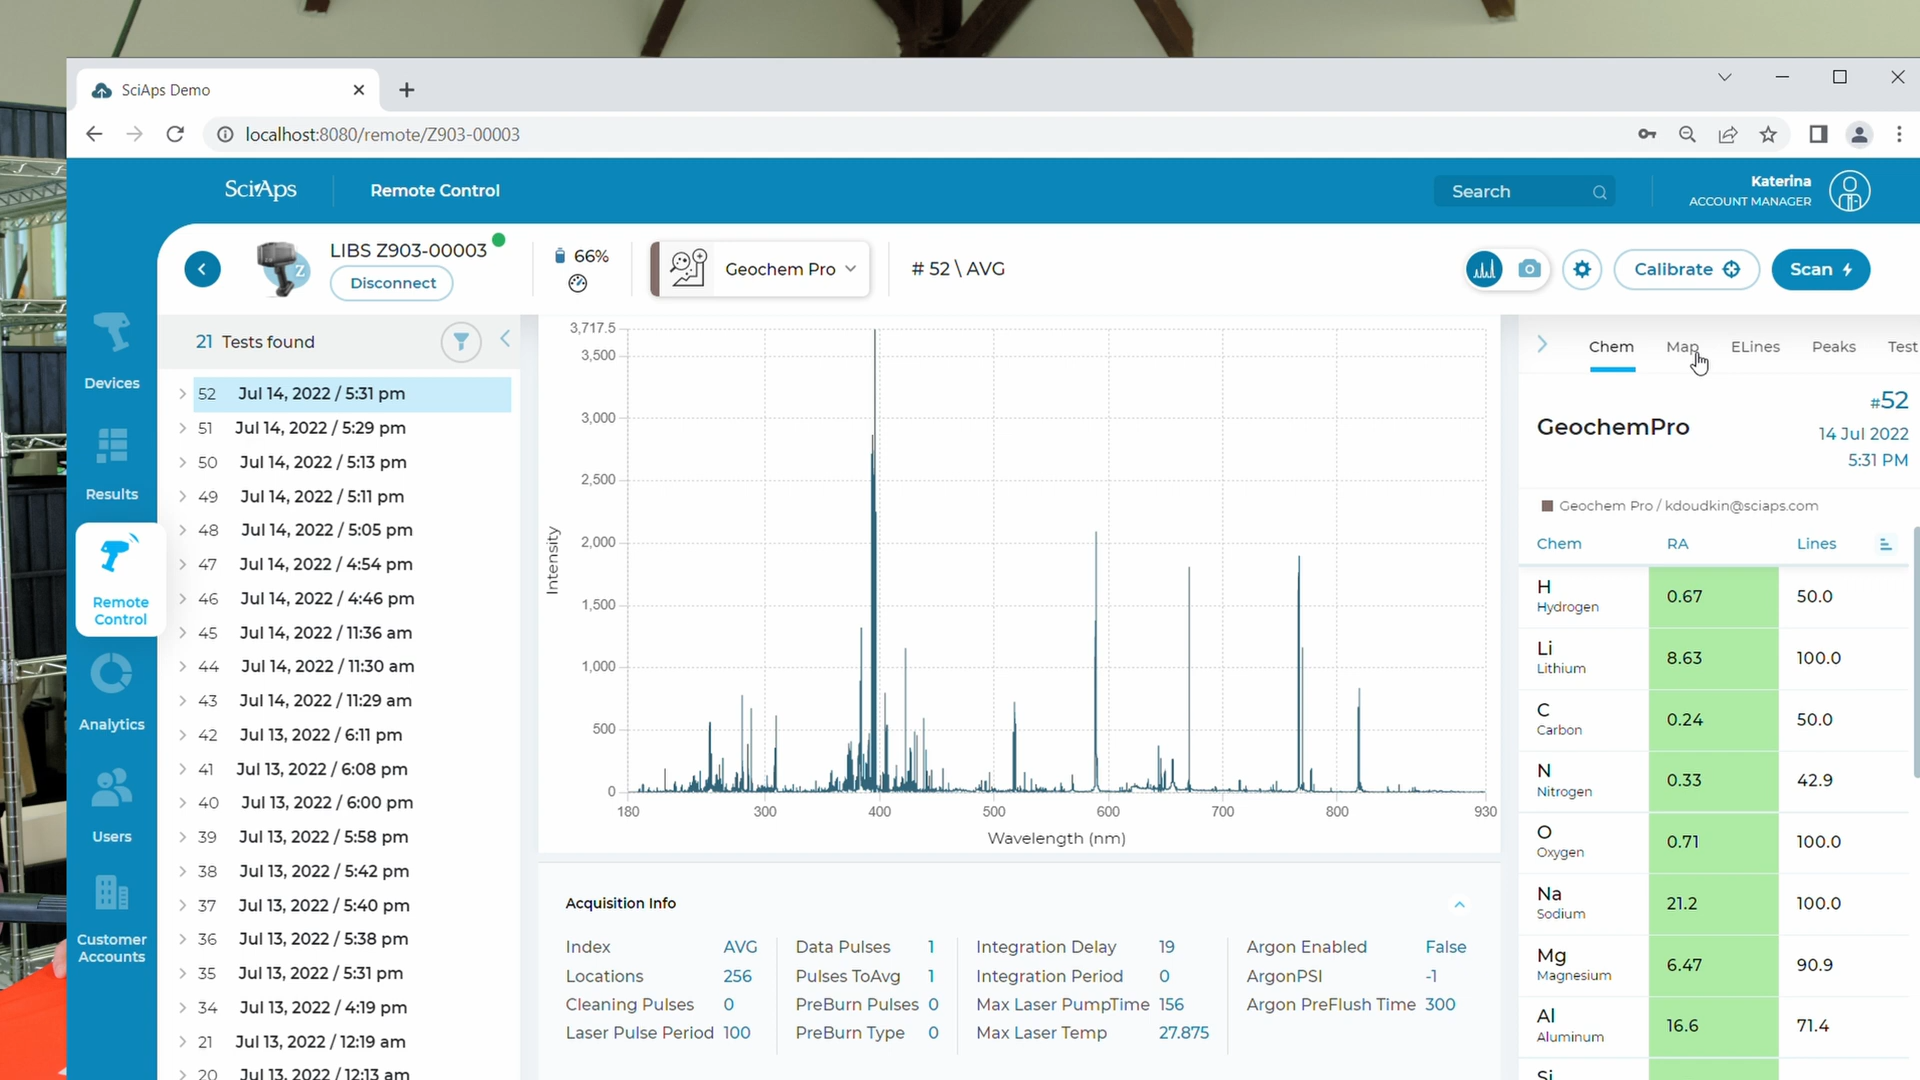 SciAps Demo
localhost:8080/remote/Z903-00003
SciAps
Remote Control
Search
Katerina
ACCOUNT MANAGER
LIBS Z903-00003
Disconnect
66%
Geochem Pro
# 52 \ AVG
Calibrate
Scan
Devices
Results
Remote
Control
Analytics
Users
Customer
Accounts
21 Tests found
52 Jul 14, 2022 / 5:31 pm
51 Jul 14, 2022 / 5:29 pm
50 Jul 14, 2022 / 5:13 pm
49 Jul 14, 2022 / 5:11 pm
48 Jul 14, 2022 / 5:05 pm
47 Jul 14, 2022 / 4:54 pm
46 Jul 14, 2022 / 4:46 pm
45 Jul 14, 2022 / 11:36 am
44 Jul 14, 2022 / 11:30 am
43 Jul 14, 2022 / 11:29 am
42 Jul 13, 2022 / 6:11 pm
41 Jul 13, 2022 / 6:08 pm
40 Jul 13, 2022 / 6:00 pm
39 Jul 13, 2022 / 5:58 pm
38 Jul 13, 2022 / 5:42 pm
37 Jul 13, 2022 / 5:40 pm
36 Jul 13, 2022 / 5:38 pm
35 Jul 13, 2022 / 5:31 pm
34 Jul 13, 2022 / 4:19 pm
21 Jul 13, 2022 / 12:19 am
20 Jul 13, 2022 / 12:13 am
3,717.5
3,500
3,000
2,500
2,000
1,500
1,000
500
0
Intensity
180 300 400 500 600 700 800 930
Wavelength (nm)
Acquisition Info
Index AVG Data Pulses 1 Integration Delay 19 Argon Enabled False
Locations 256 Pulses ToAvg 1 Integration Period 0 ArgonPSI -1
Cleaning Pulses 0 PreBurn Pulses 0 Max Laser PumpTime 156 Argon PreFlush Time 300
Laser Pulse Period 100 PreBurn Type 0 Max Laser Temp 27.875
Chem Map ELines Peaks Test
GeochemPro
#52
14 Jul 2022
5:31 PM
Geochem Pro / kdoudkin@sciaps.com
Chem RA Lines
H 0.67 50.0
Hydrogen
Li 8.63 100.0
Lithium
C 0.24 50.0
Carbon
N 0.33 42.9
Nitrogen
O 0.71 100.0
Oxygen
Na 21.2 100.0
Sodium
Mg 6.47 90.9
Magnesium
Al 16.6 71.4
Aluminum
Si